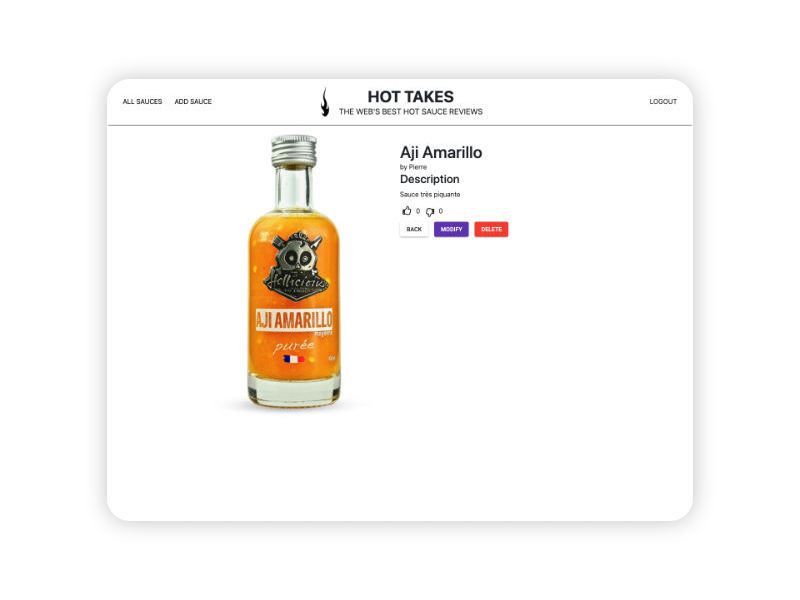 ALL SAUCES
ADD SAUCE
HOT TAKES
THE WEB'S BEST HOT SAUCE REVIEWS
LOGOUT
Hellicious
AJI AMARILLO
purée
Aji Amarillo
by Pierre
Description
Sauce très piquante
0
0
BACK
MODIFY
DELETE